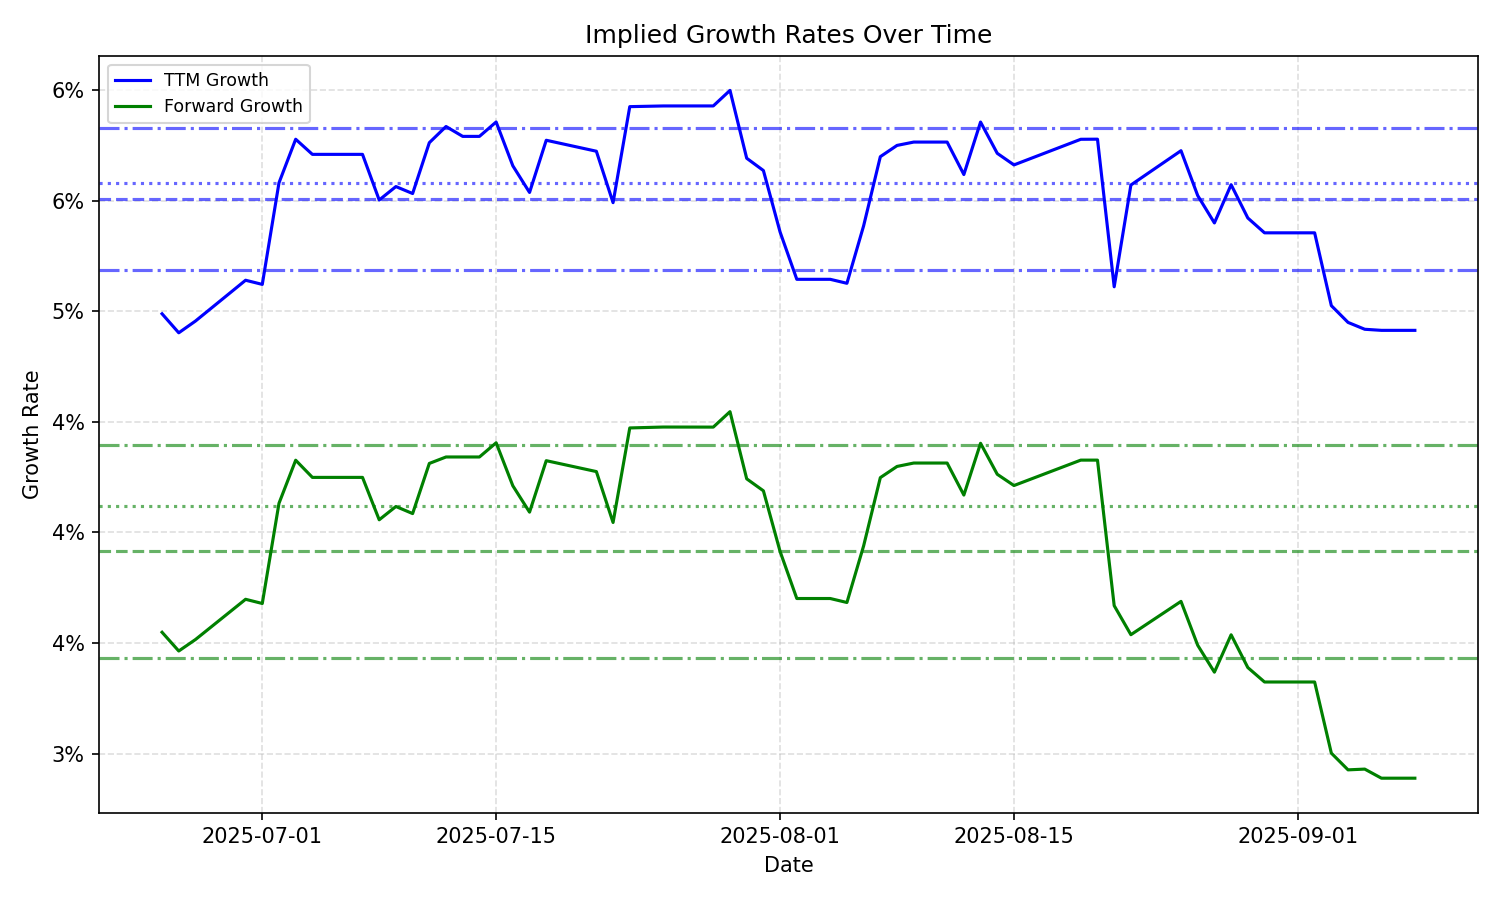 Implied Growth Rates Over Time
TTM Growth
Forward Growth
6%
6%
5%
4%
4%
4%
3%
Growth Rate
2025-07-01
2025-07-15
2025-08-01
2025-08-15
2025-09-01
Date